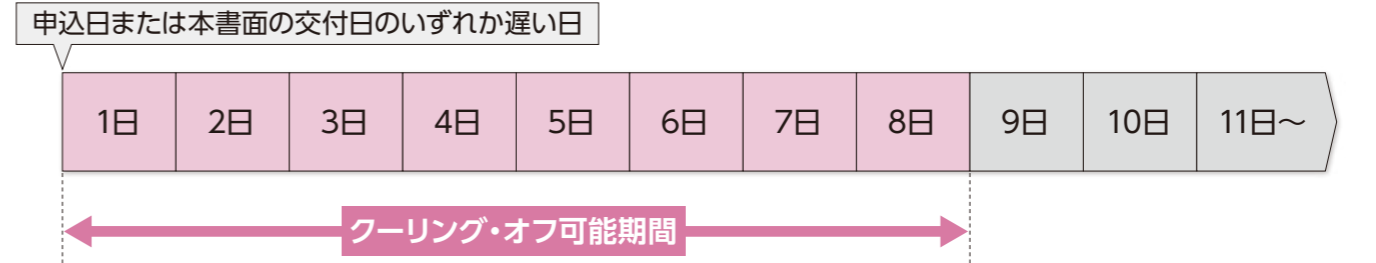 申込日または本書面の交付日のいずれか遅い日
1日 2日 3日 4日 5日 6日 7日 8日 9日 10日 11日～
クーリング・オフ可能期間